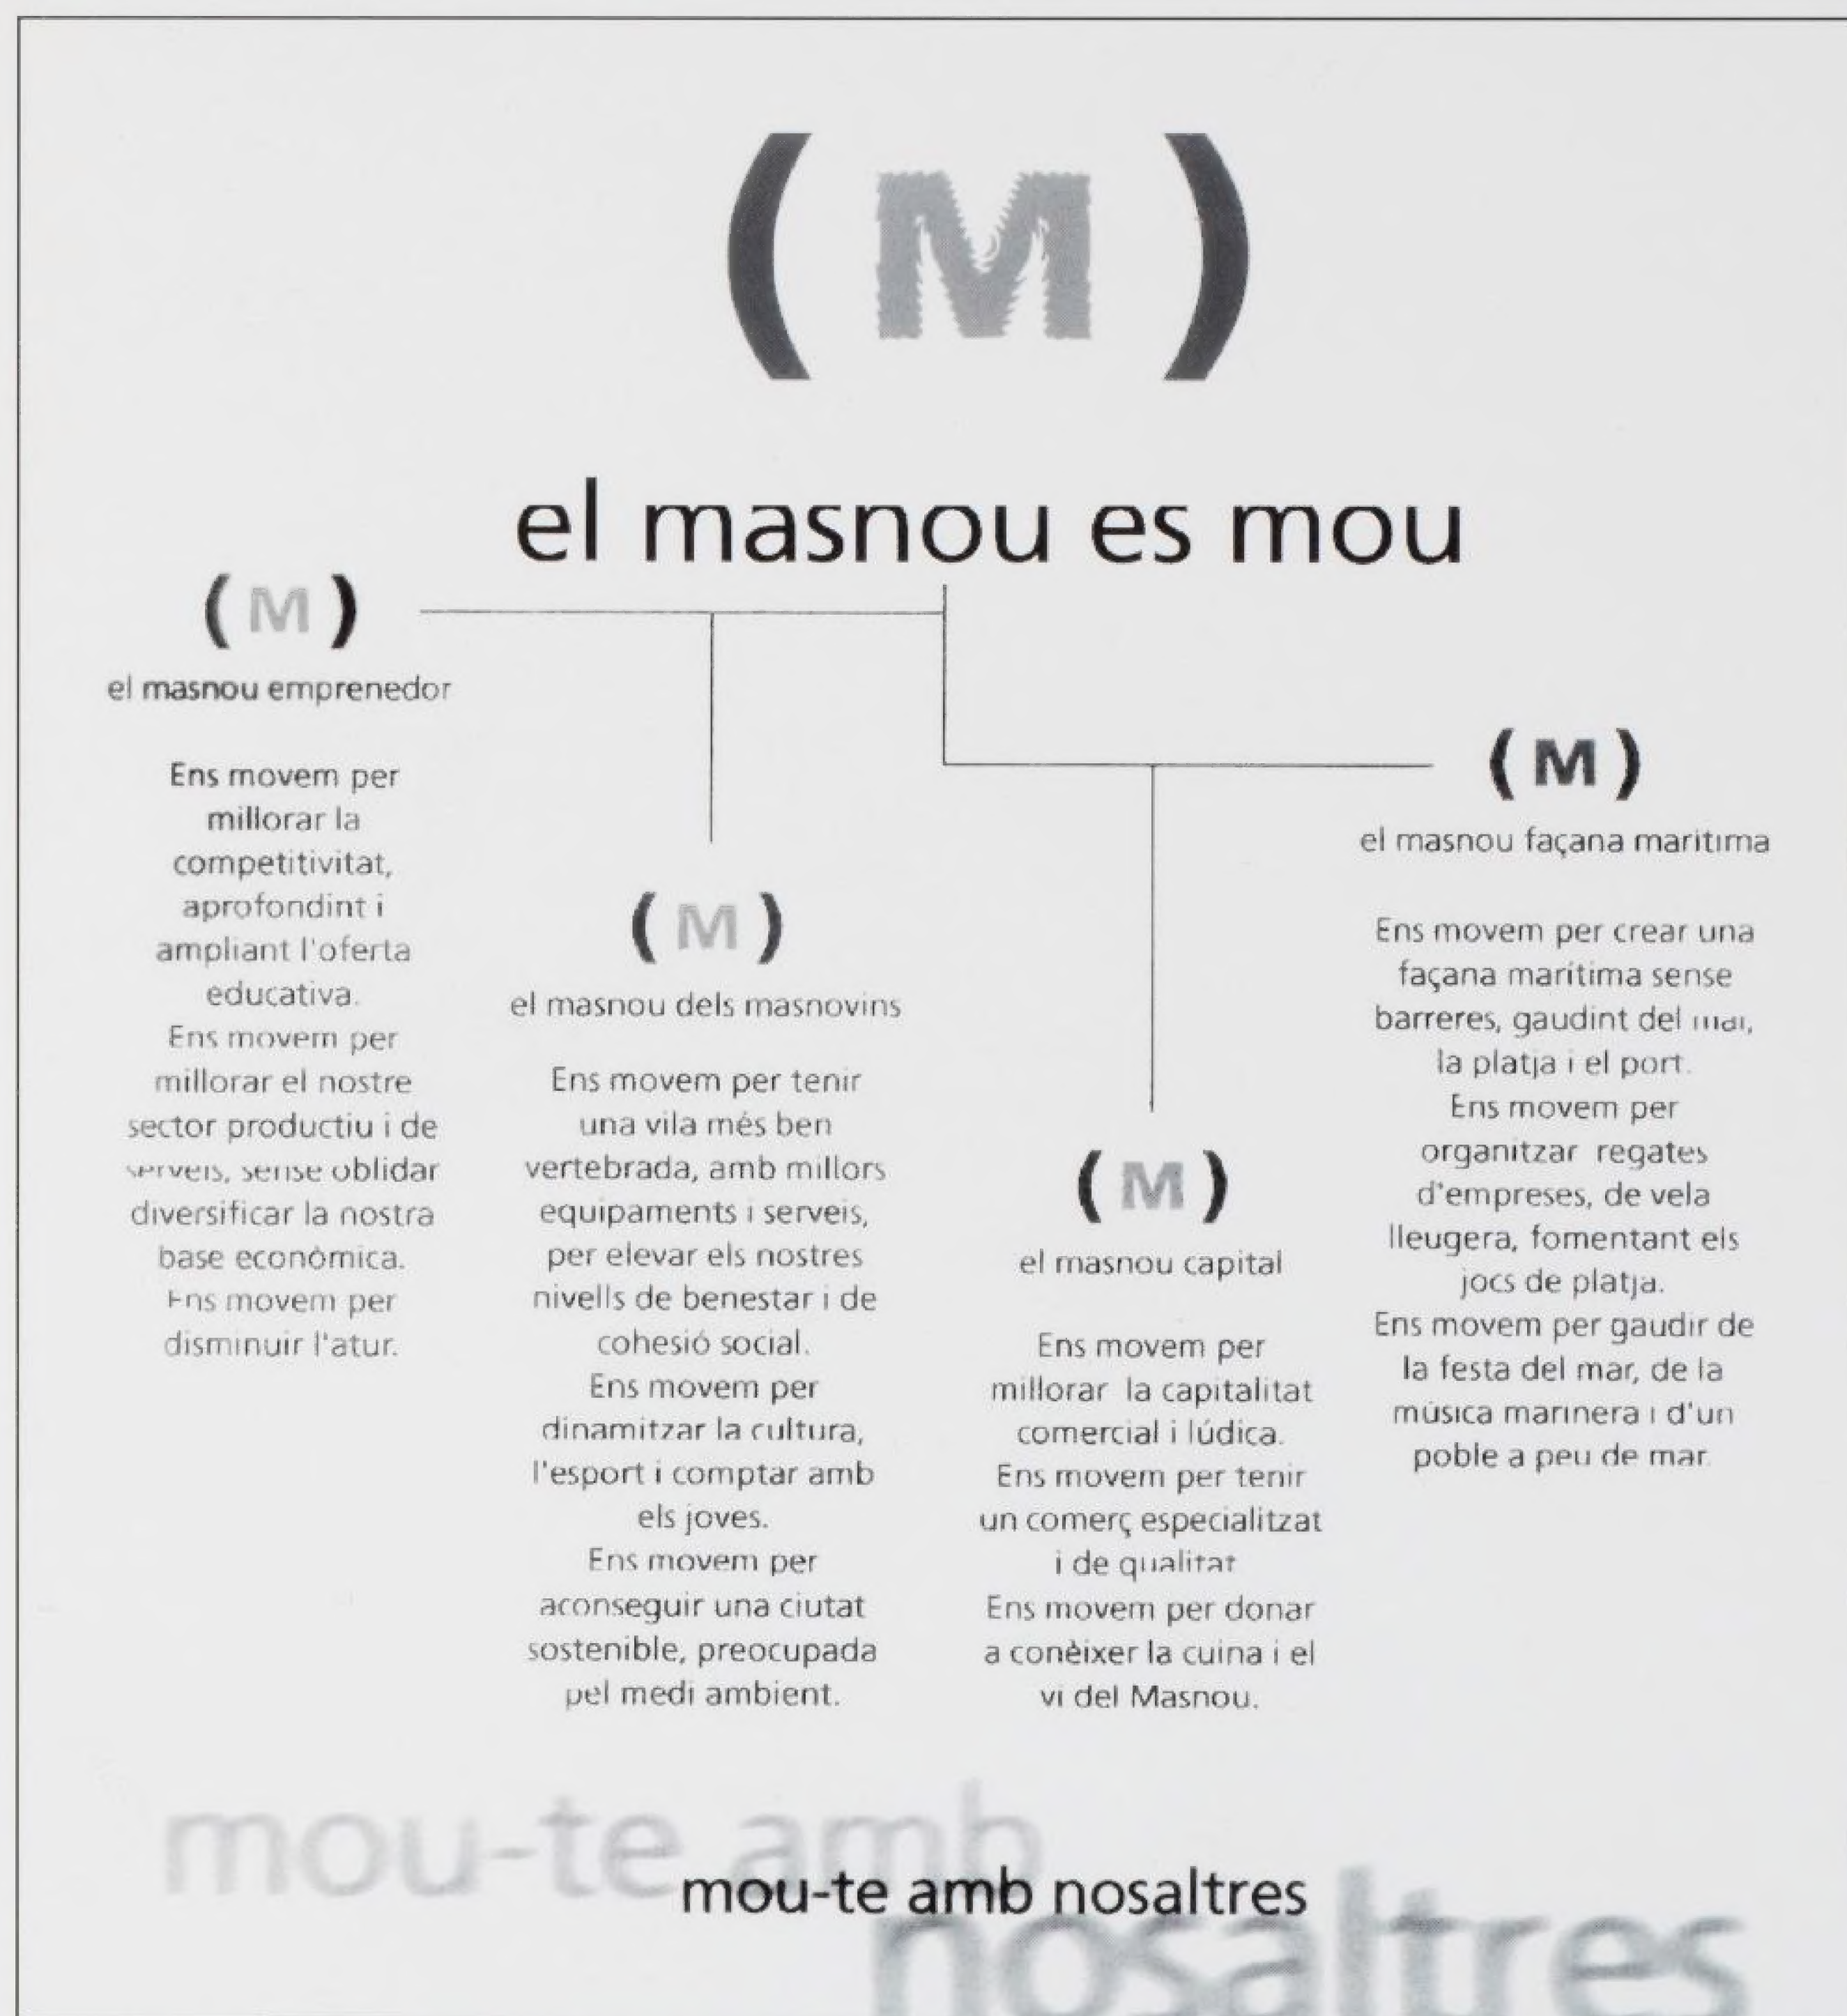 ( M )
el masnou es mou
( M )
el masnou emprenedor
Ens movem per
millorar la
competitivitat,
aprofondint i
ampliant l'oferta
educativa.
Ens movem per
millorar el nostre
sector productiu i de
serveis, sense oblidar
diversificar la nostra
base econòmica.
Ens movem per
disminuir l'atur.
( M )
el masnou dels masnovins
Ens movem per tenir
una vila més ben
vertebrada, amb millors
equipaments i serveis,
per elevar els nostres
nivells de benestar i de
cohesió social.
Ens movem per
dinamitzar la cultura,
l'esport i comptar amb
els joves.
Ens movem per
aconseguir una ciutat
sostenible, preocupada
pel medi ambient.
( M )
el masnou capital
Ens movem per
millorar la capitalitat
comercial i lúdica.
Ens movem per tenir
un comerç especialitzat
i de qualitat
Ens movem per donar
a conèixer la cuina i el
vi del Masnou.
( M )
el masnou façana marítima
Ens movem per crear una
façana marítima sense
barreres, gaudint del mar,
la platja i el port.
Ens movem per
organitzar regates
d'empreses, de vela
lleugera, fomentant els
jocs de platja.
Ens movem per gaudir de
la festa del mar, de la
música marinera i d'un
poble a peu de mar.
mou-te amb
mou-te amb nosaltres
nosaltres